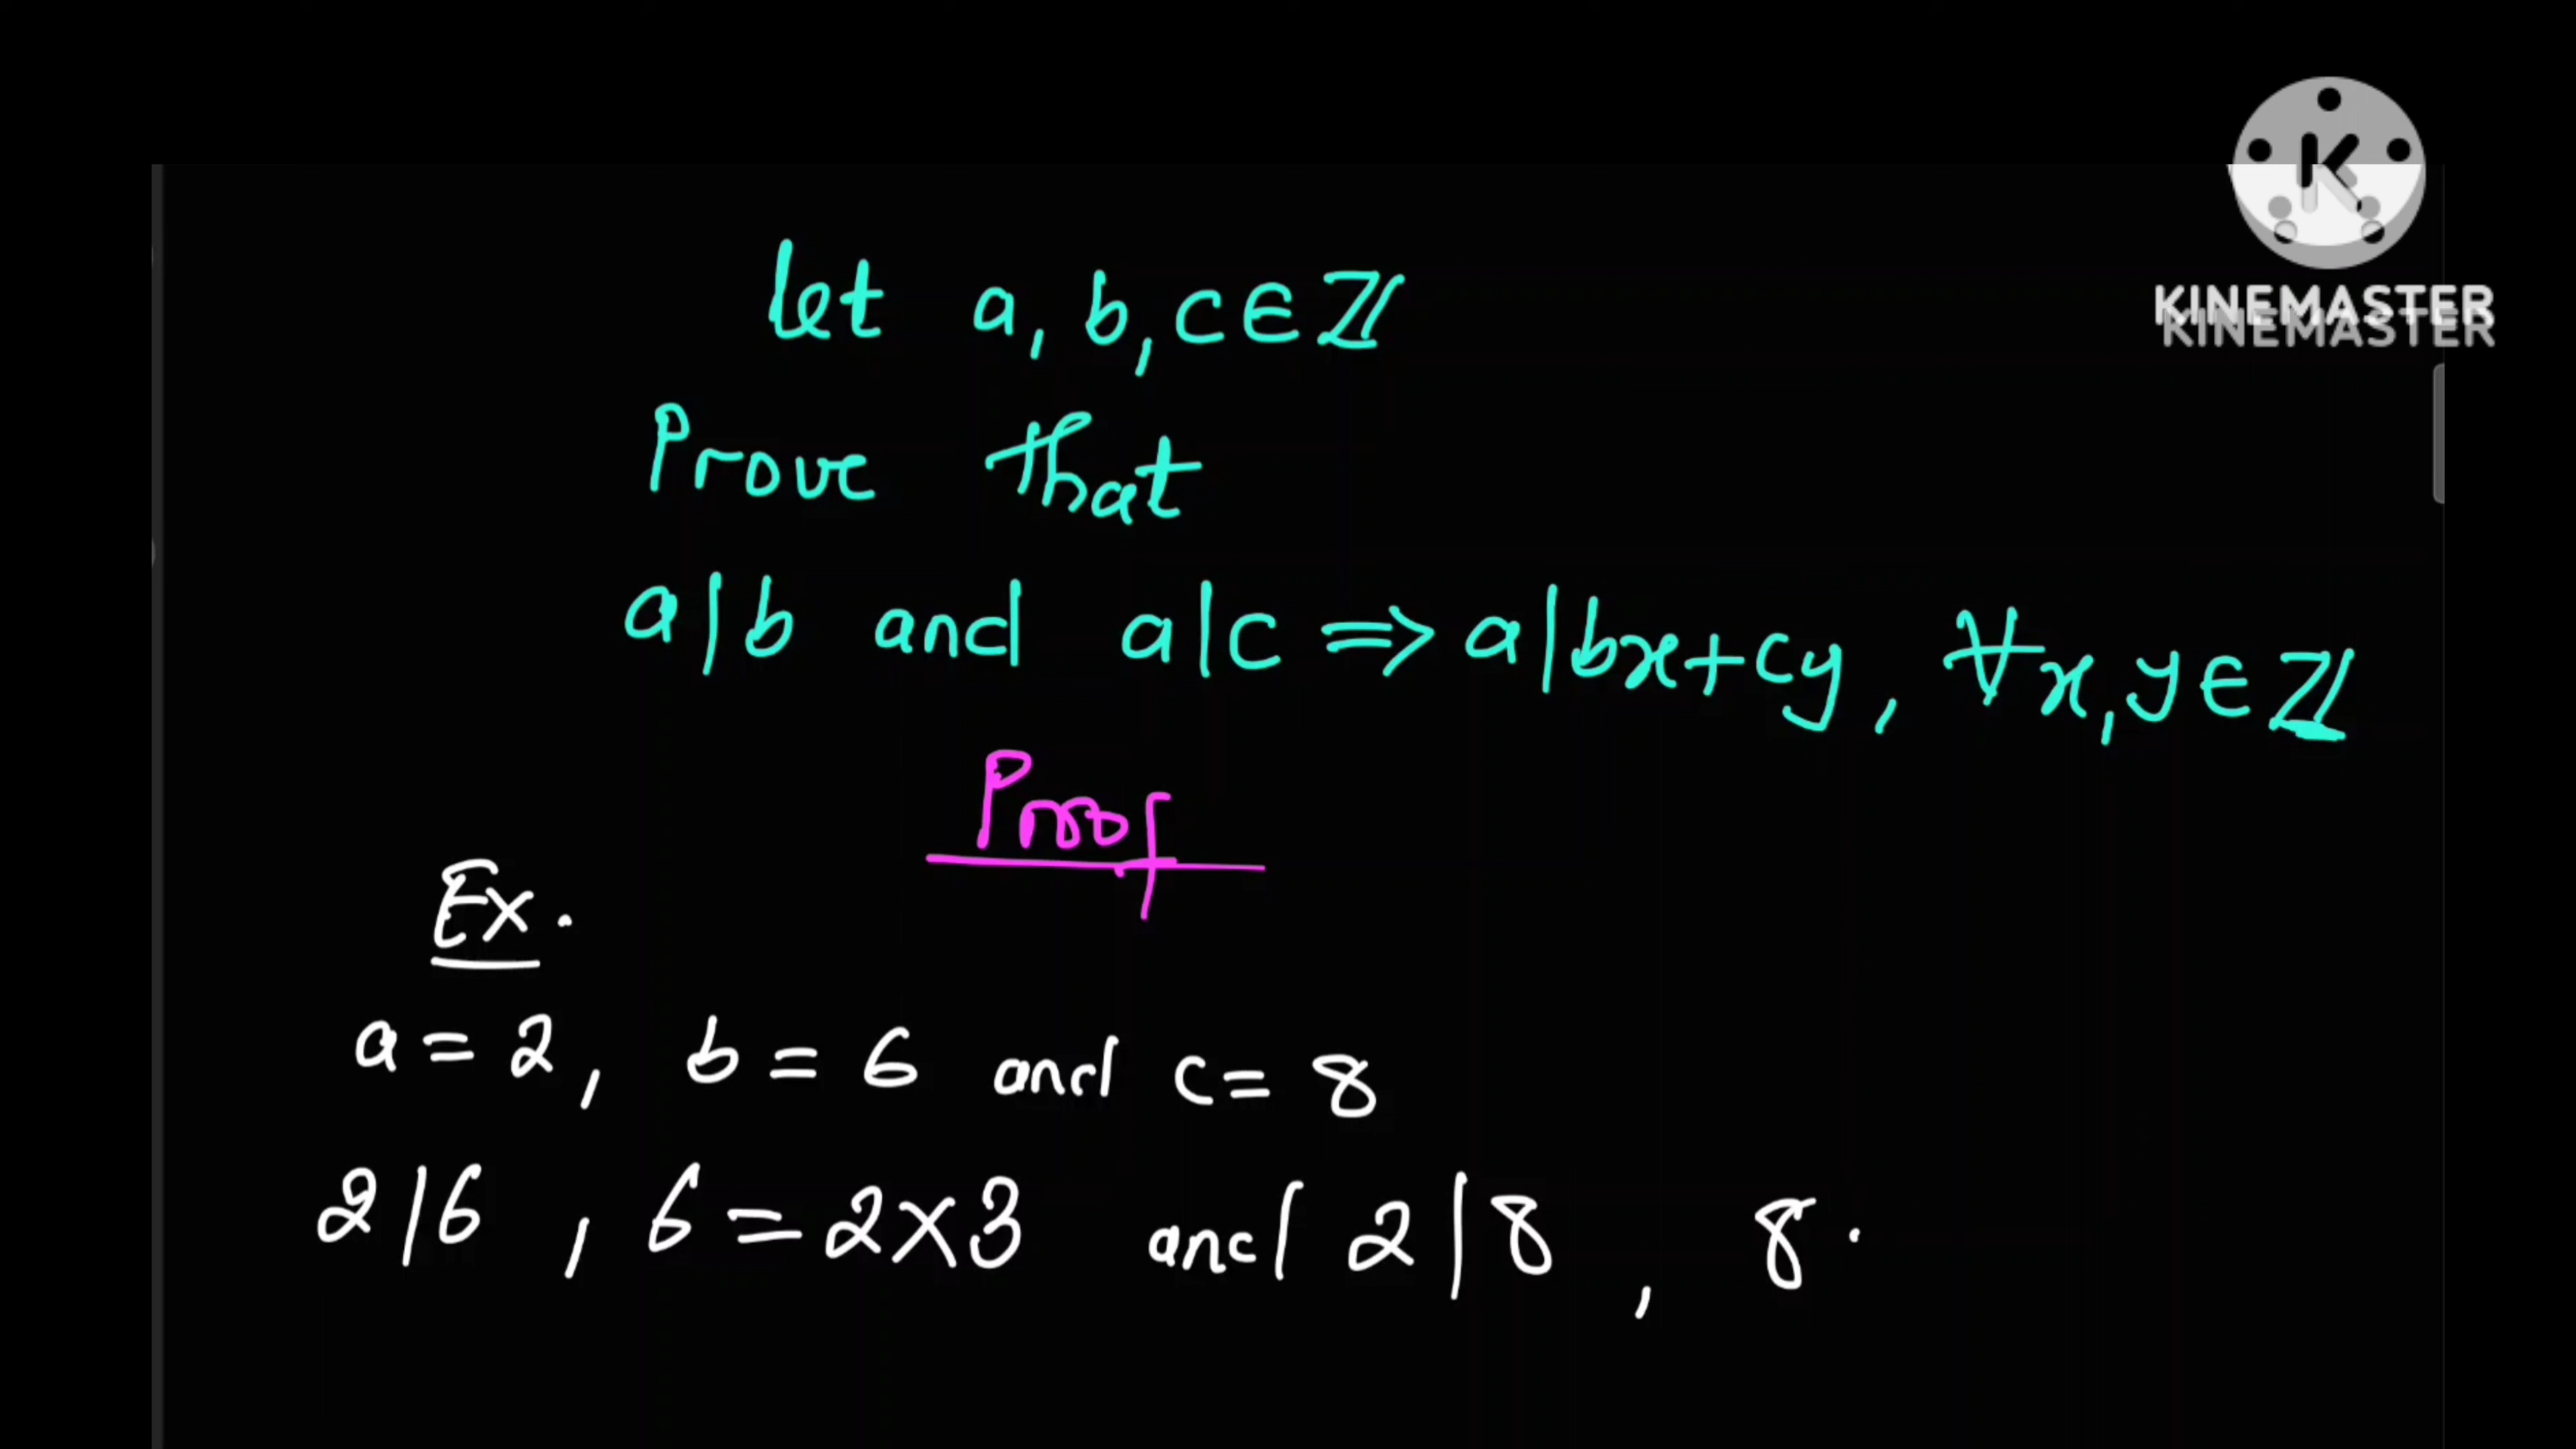 KINEMASTER
KINEMASTER
let a, b, c ∈ ℤ
Prove that
a|b and a|c ⇒ a|bx+cy, ∀x,y ∈ ℤ
Proof
Ex.
a = 2, b = 6 and c = 8
2|6 , 6 = 2×3 and 2|8 , 8